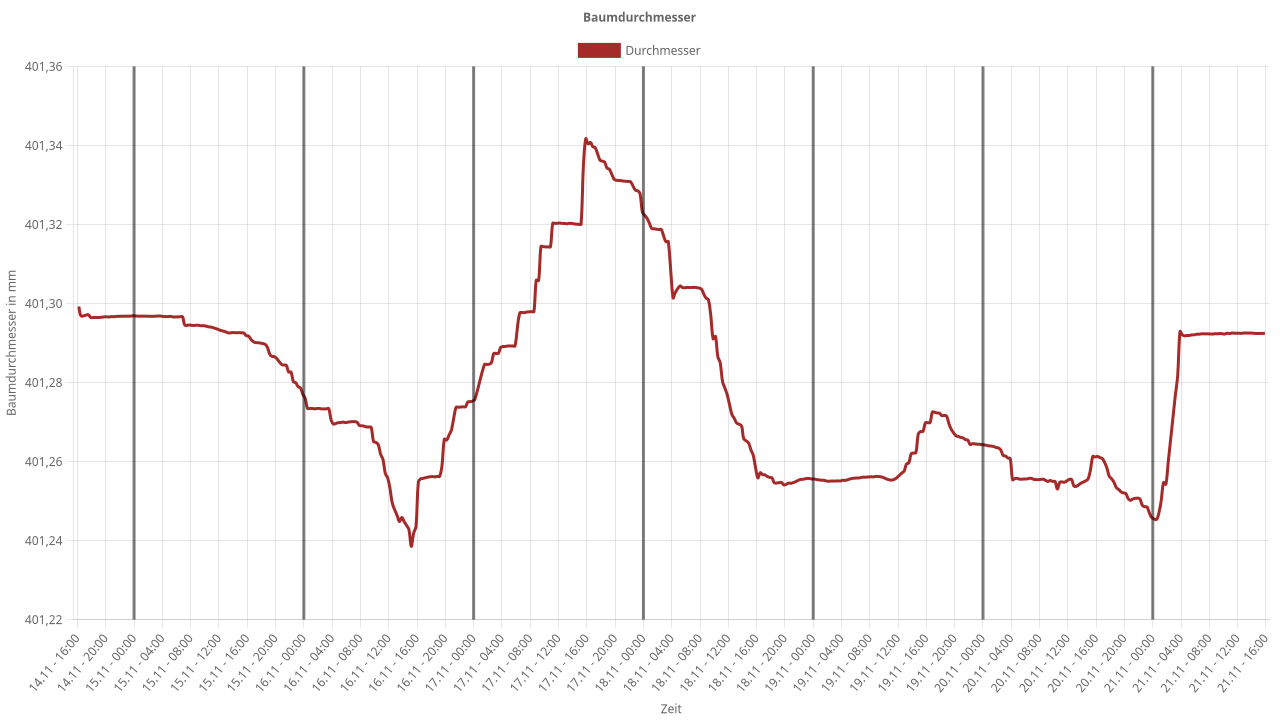 Baumdurchmesser
Durchmesser
401,36
401,34
401,32
401,30
401,28
401,26
401,24
401,22
Baumdurchmesser in mm
14.11 - 16:00
14.11 - 20:00
15.11 - 00:00
15.11 - 04:00
15.11 - 08:00
15.11 - 12:00
15.11 - 16:00
15.11 - 20:00
16.11 - 00:00
16.11 - 04:00
16.11 - 08:00
16.11 - 12:00
16.11 - 16:00
16.11 - 20:00
17.11 - 00:00
17.11 - 04:00
17.11 - 08:00
17.11 - 12:00
17.11 - 16:00
17.11 - 20:00
18.11 - 00:00
18.11 - 04:00
18.11 - 08:00
18.11 - 12:00
18.11 - 16:00
18.11 - 20:00
19.11 - 00:00
19.11 - 04:00
19.11 - 08:00
19.11 - 12:00
19.11 - 16:00
19.11 - 20:00
20.11 - 00:00
20.11 - 04:00
20.11 - 08:00
20.11 - 12:00
20.11 - 16:00
20.11 - 20:00
21.11 - 00:00
21.11 - 04:00
21.11 - 08:00
21.11 - 12:00
21.11 - 16:00
Zeit